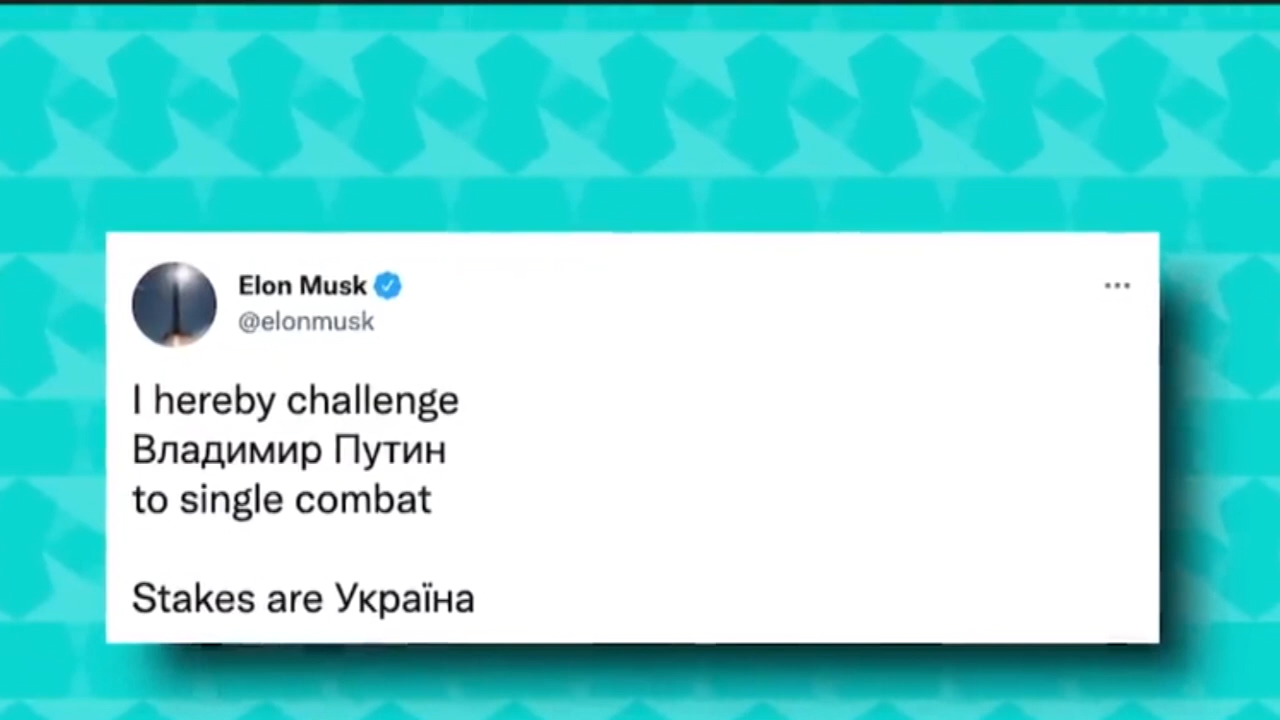 Elon Musk
@elonmusk
I hereby challenge
Владимир Путин
to single combat
Stakes are Україна